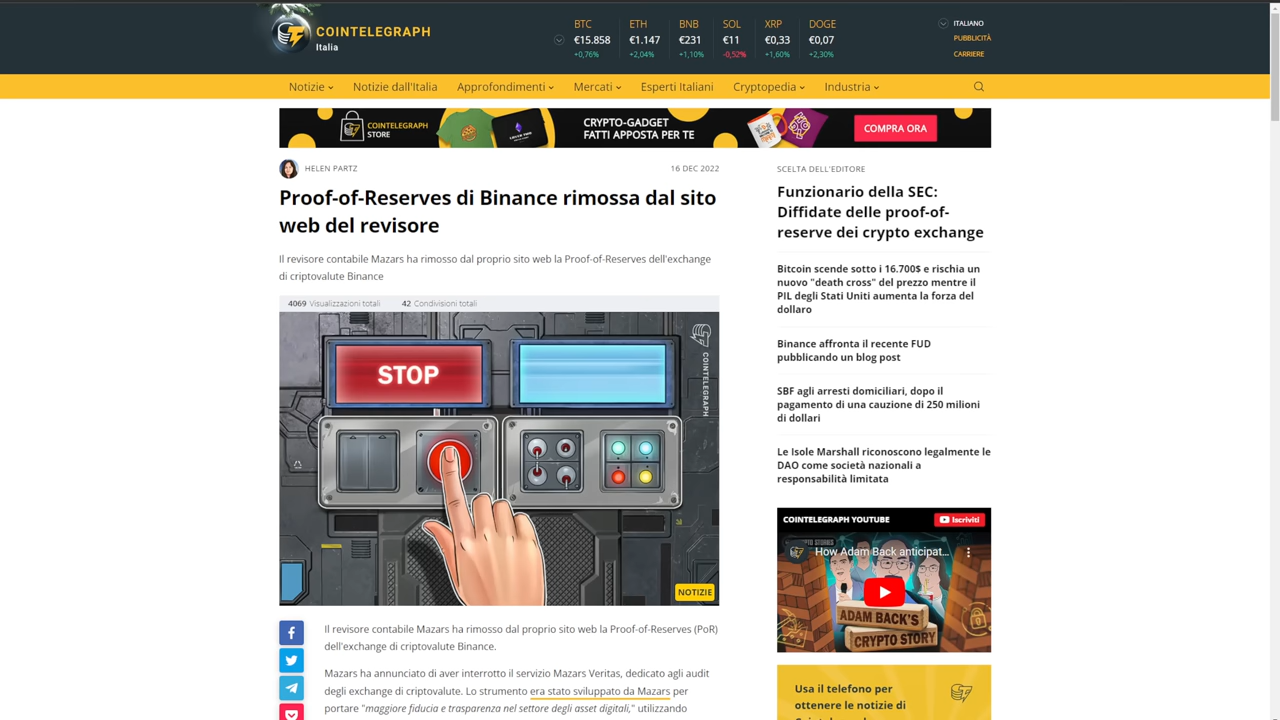 COINTELEGRAPH
Italia
BTC
€15.858
+0,76%
ETH
€1.147
+2,04%
BNB
€231
+1,10%
SOL
€11
-0,52%
XRP
€0,33
+1,60%
DOGE
€0,07
+2,30%
ITALIANO
PUBBLICITÀ
CARRIERE
Notizie
Notizie dall'Italia
Approfondimenti
Mercati
Esperti Italiani
Cryptopedia
Industria
COINTELEGRAPH
STORE
CRYPTO-GADGET
FATTI APPOSTA PER TE
COMPRA ORA
HELEN PARTZ
16 DEC 2022
Proof-of-Reserves di Binance rimossa dal sito
web del revisore
Il revisore contabile Mazars ha rimosso dal proprio sito web la Proof-of-Reserves dell'exchange
di criptovalute Binance
4069 Visualizzazioni totali
42 Condivisioni totali
STOP
COINTELEGRAPH
NOTIZIE
Il revisore contabile Mazars ha rimosso dal proprio sito web la Proof-of-Reserves (PoR)
dell'exchange di criptovalute Binance.
Mazars ha annunciato di aver interrotto il servizio Mazars Veritas, dedicato agli audit
degli exchange di criptovalute. Lo strumento era stato sviluppato da Mazars per
portare "maggiore fiducia e trasparenza nel settore degli asset digitali," utilizzando
SCELTA DELL'EDITORE
Funzionario della SEC:
Diffidate delle proof-of-
reserve dei crypto exchange
Bitcoin scende sotto i 16.700$ e rischia un
nuovo "death cross" del prezzo mentre il
PIL degli Stati Uniti aumenta la forza del
dollaro
Binance affronta il recente FUD
pubblicando un blog post
SBF agli arresti domiciliari, dopo il
pagamento di una cauzione di 250 milioni
di dollari
Le Isole Marshall riconoscono legalmente le
DAO come società nazionali a
responsabilità limitata
COINTELEGRAPH YOUTUBE
Iscriviti
How Adam Back anticipat...
ADAM BACK'S
CRYPTO STORY
Usa il telefono per
ottenere le notizie di